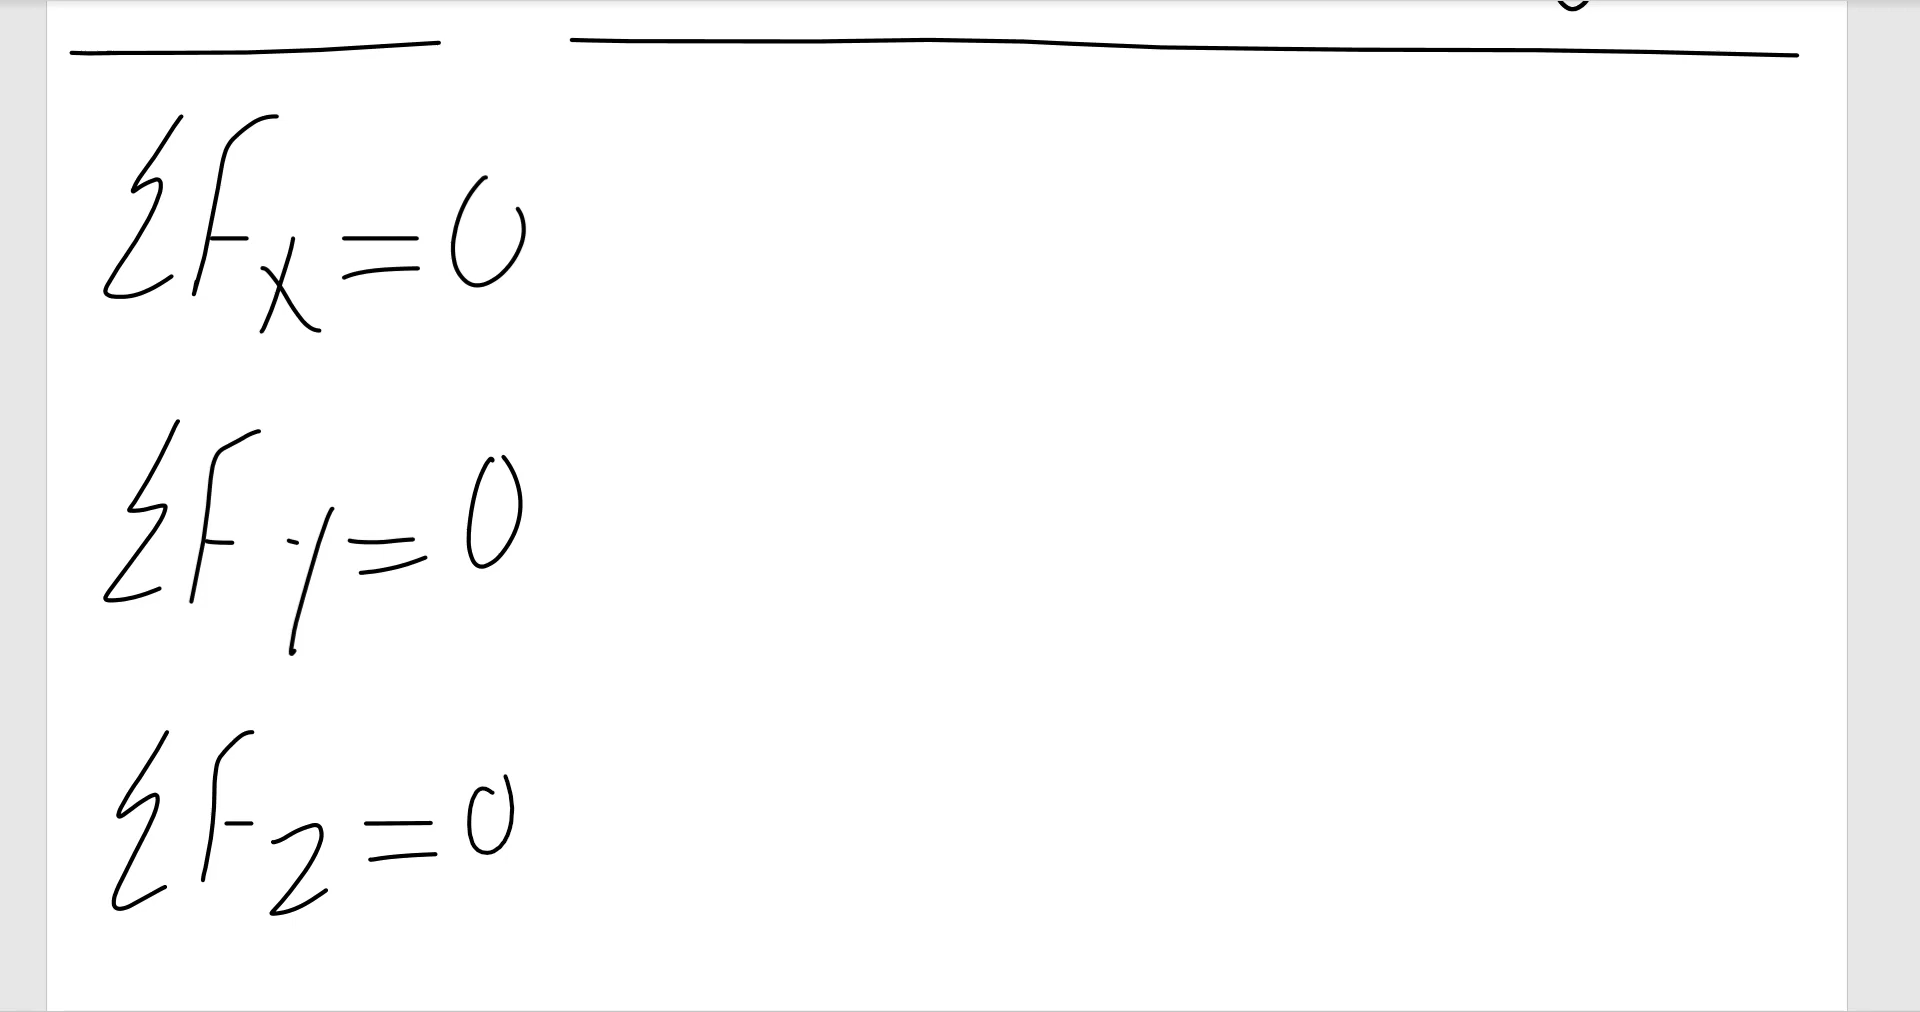 ΣFx = 0
ΣFy = 0
ΣFz = 0